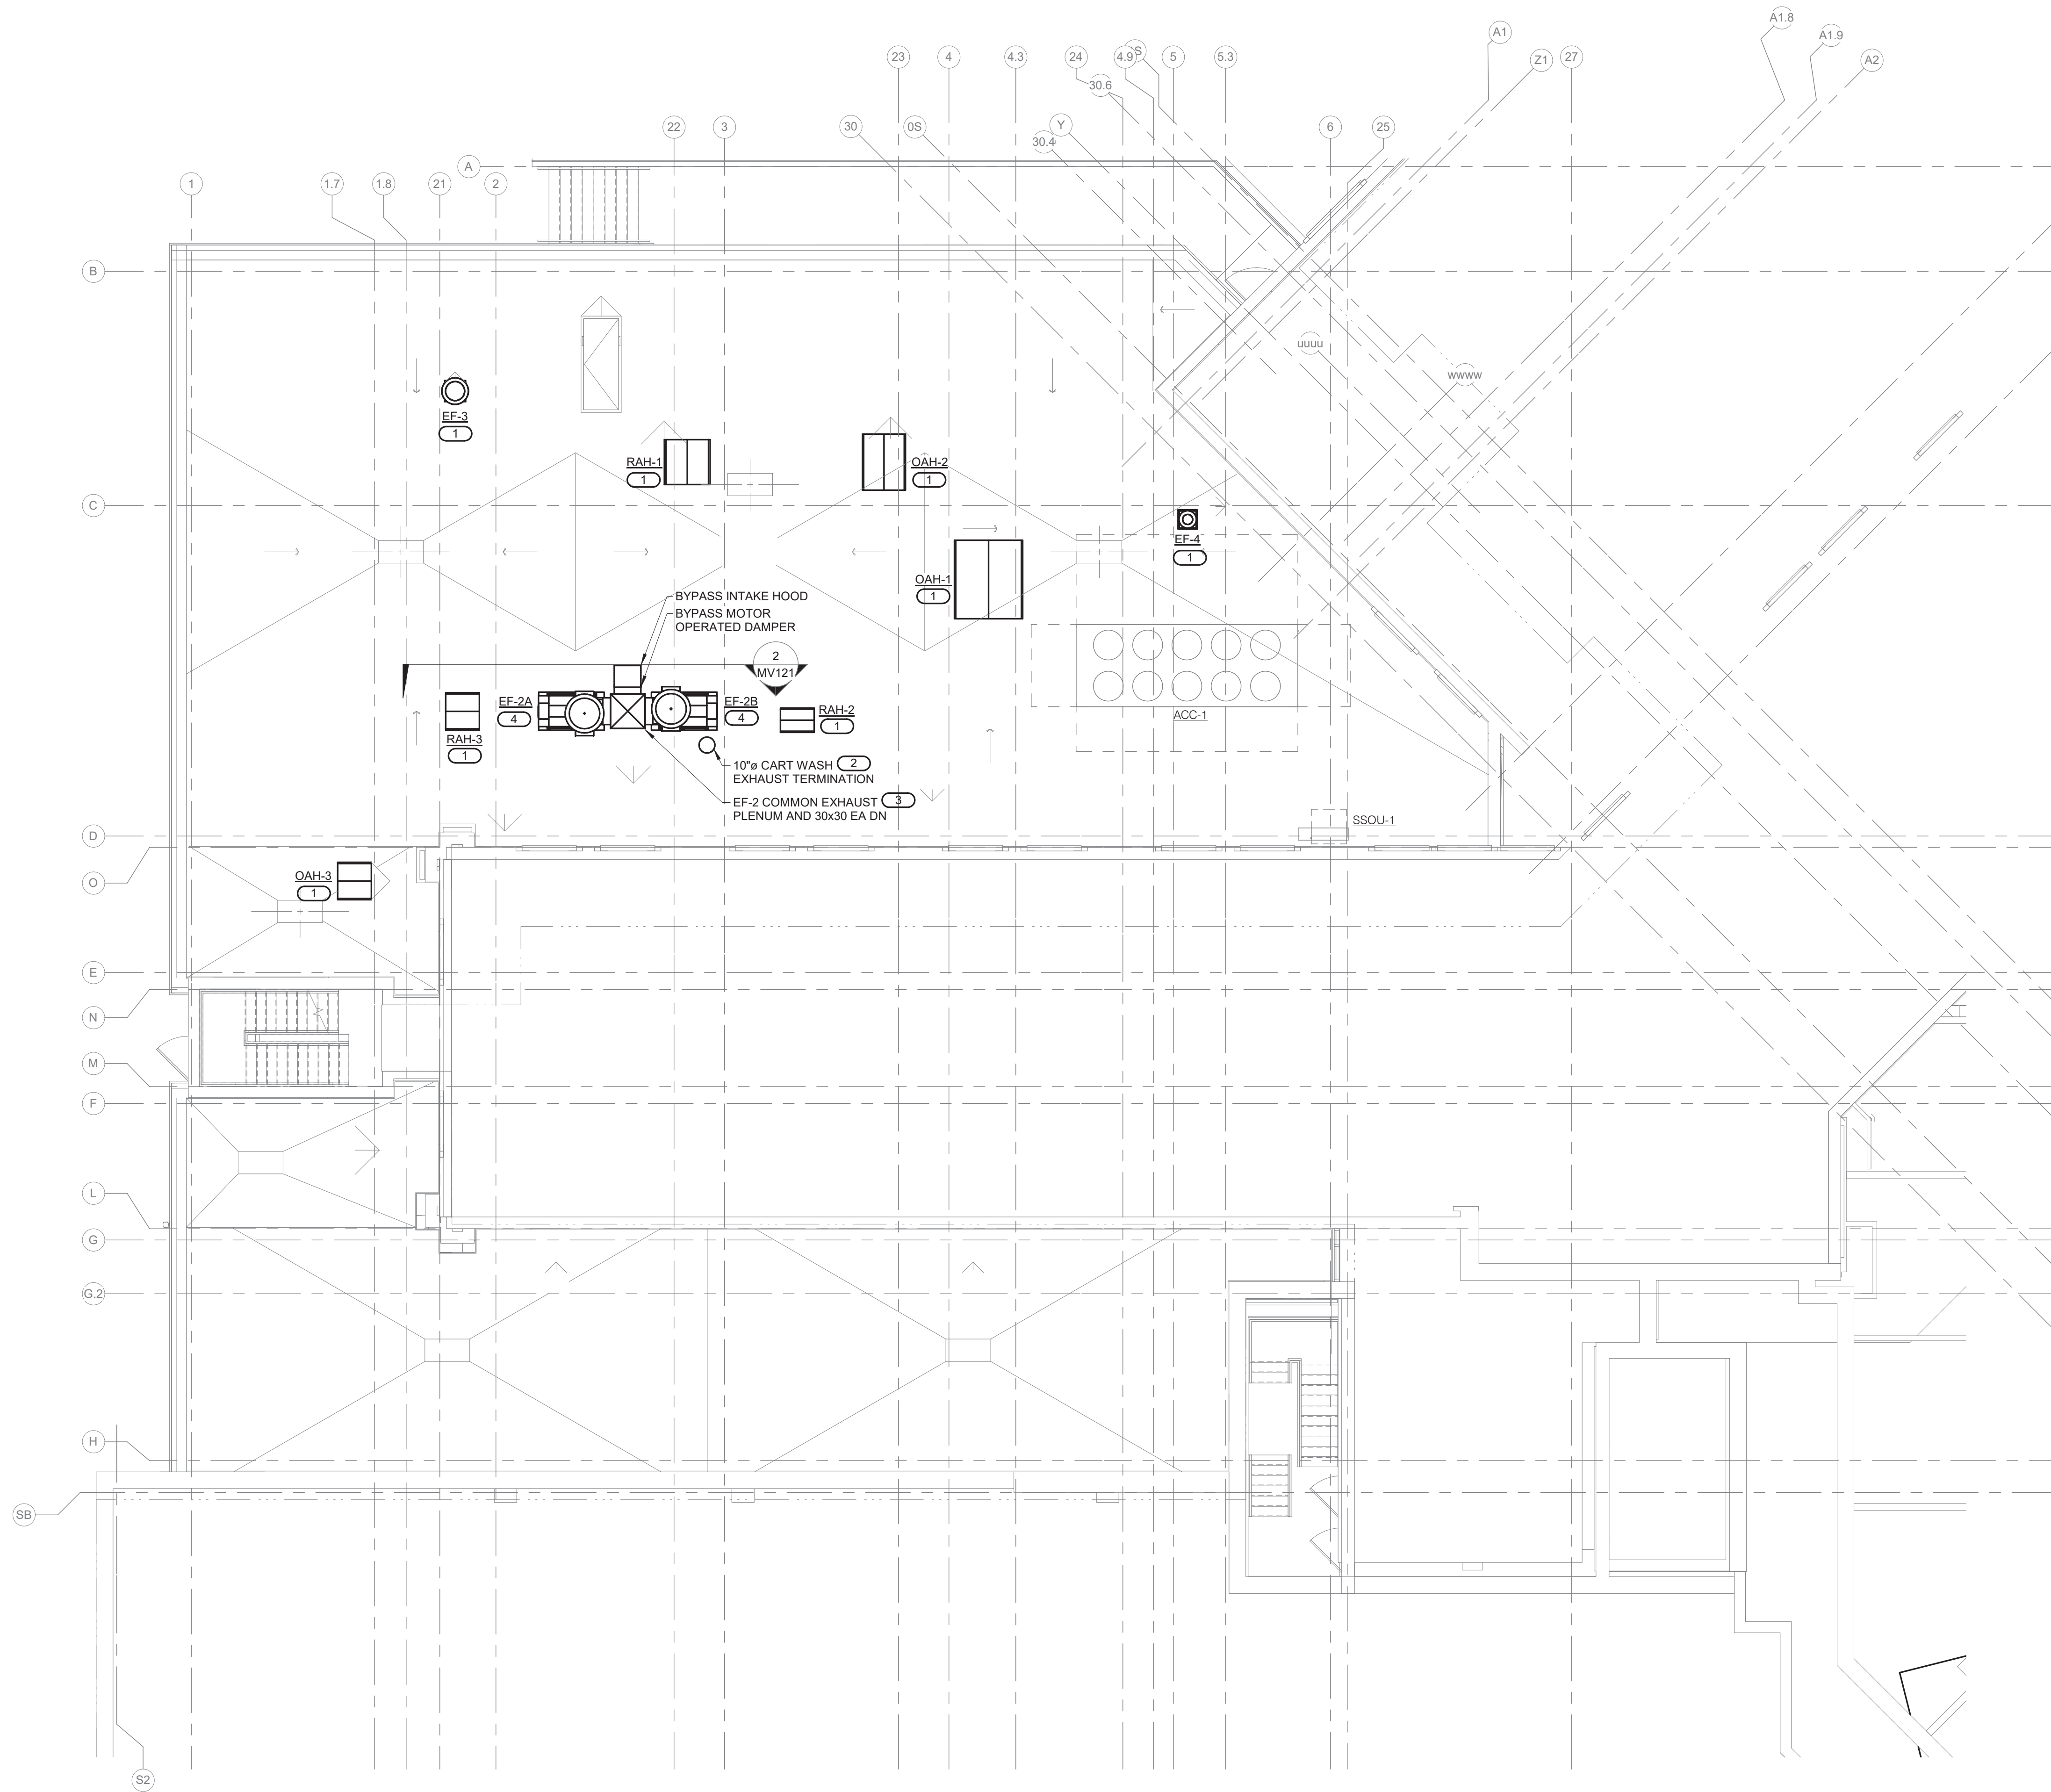 A1.8
A1
A1.9
23
4
4.3
24
4.9
S
5
5.3
Z1
27
A2
30.6
22
3
30
0S
Y
6
25
30.4
A
1
1.7
1.8
21
2
B
uuuu
wwww
EF-3
1
RAH-1
1
OAH-2
1
C
EF-4
1
OAH-1
1
BYPASS INTAKE HOOD
BYPASS MOTOR
OPERATED DAMPER
2
MV121
EF-2A
4
EF-2B
4
RAH-2
1
ACC-1
RAH-3
1
10"ø CART WASH 2
EXHAUST TERMINATION
EF-2 COMMON EXHAUST 3
PLENUM AND 30x30 EA DN
SSOU-1
D
O
OAH-3
1
E
N
M
F
L
G
G.2
H
SB
S2